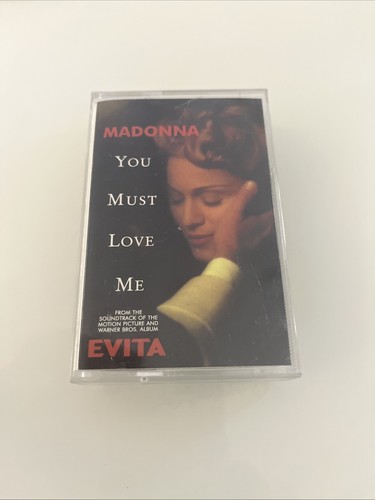 MADONNA
YOU
MUST
LOVE
ME
FROM THE
SOUNDTRACK OF THE
MOTION PICTURE AND
WARNER BROS. ALBUM
EVITA